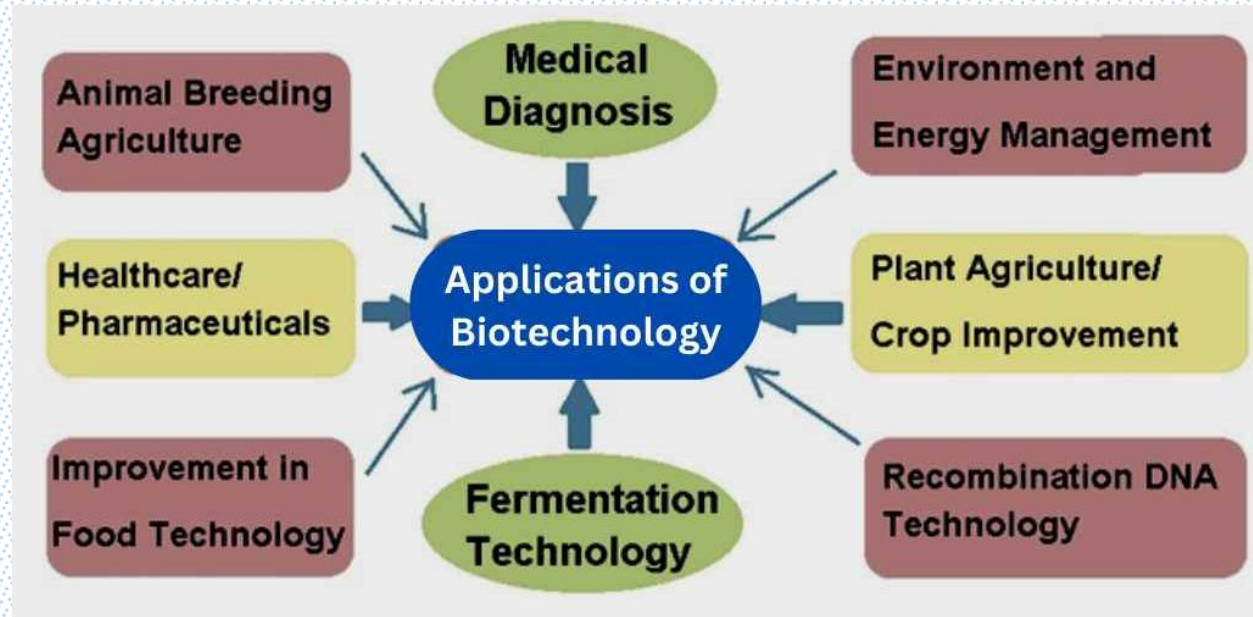 Animal Breeding
Agriculture
Medical
Diagnosis
Environment and
Energy Management
Healthcare/
Pharmaceuticals
Applications of
Biotechnology
Plant Agriculture/
Crop Improvement
Improvement in
Food Technology
Fermentation
Technology
Recombination DNA
Technology